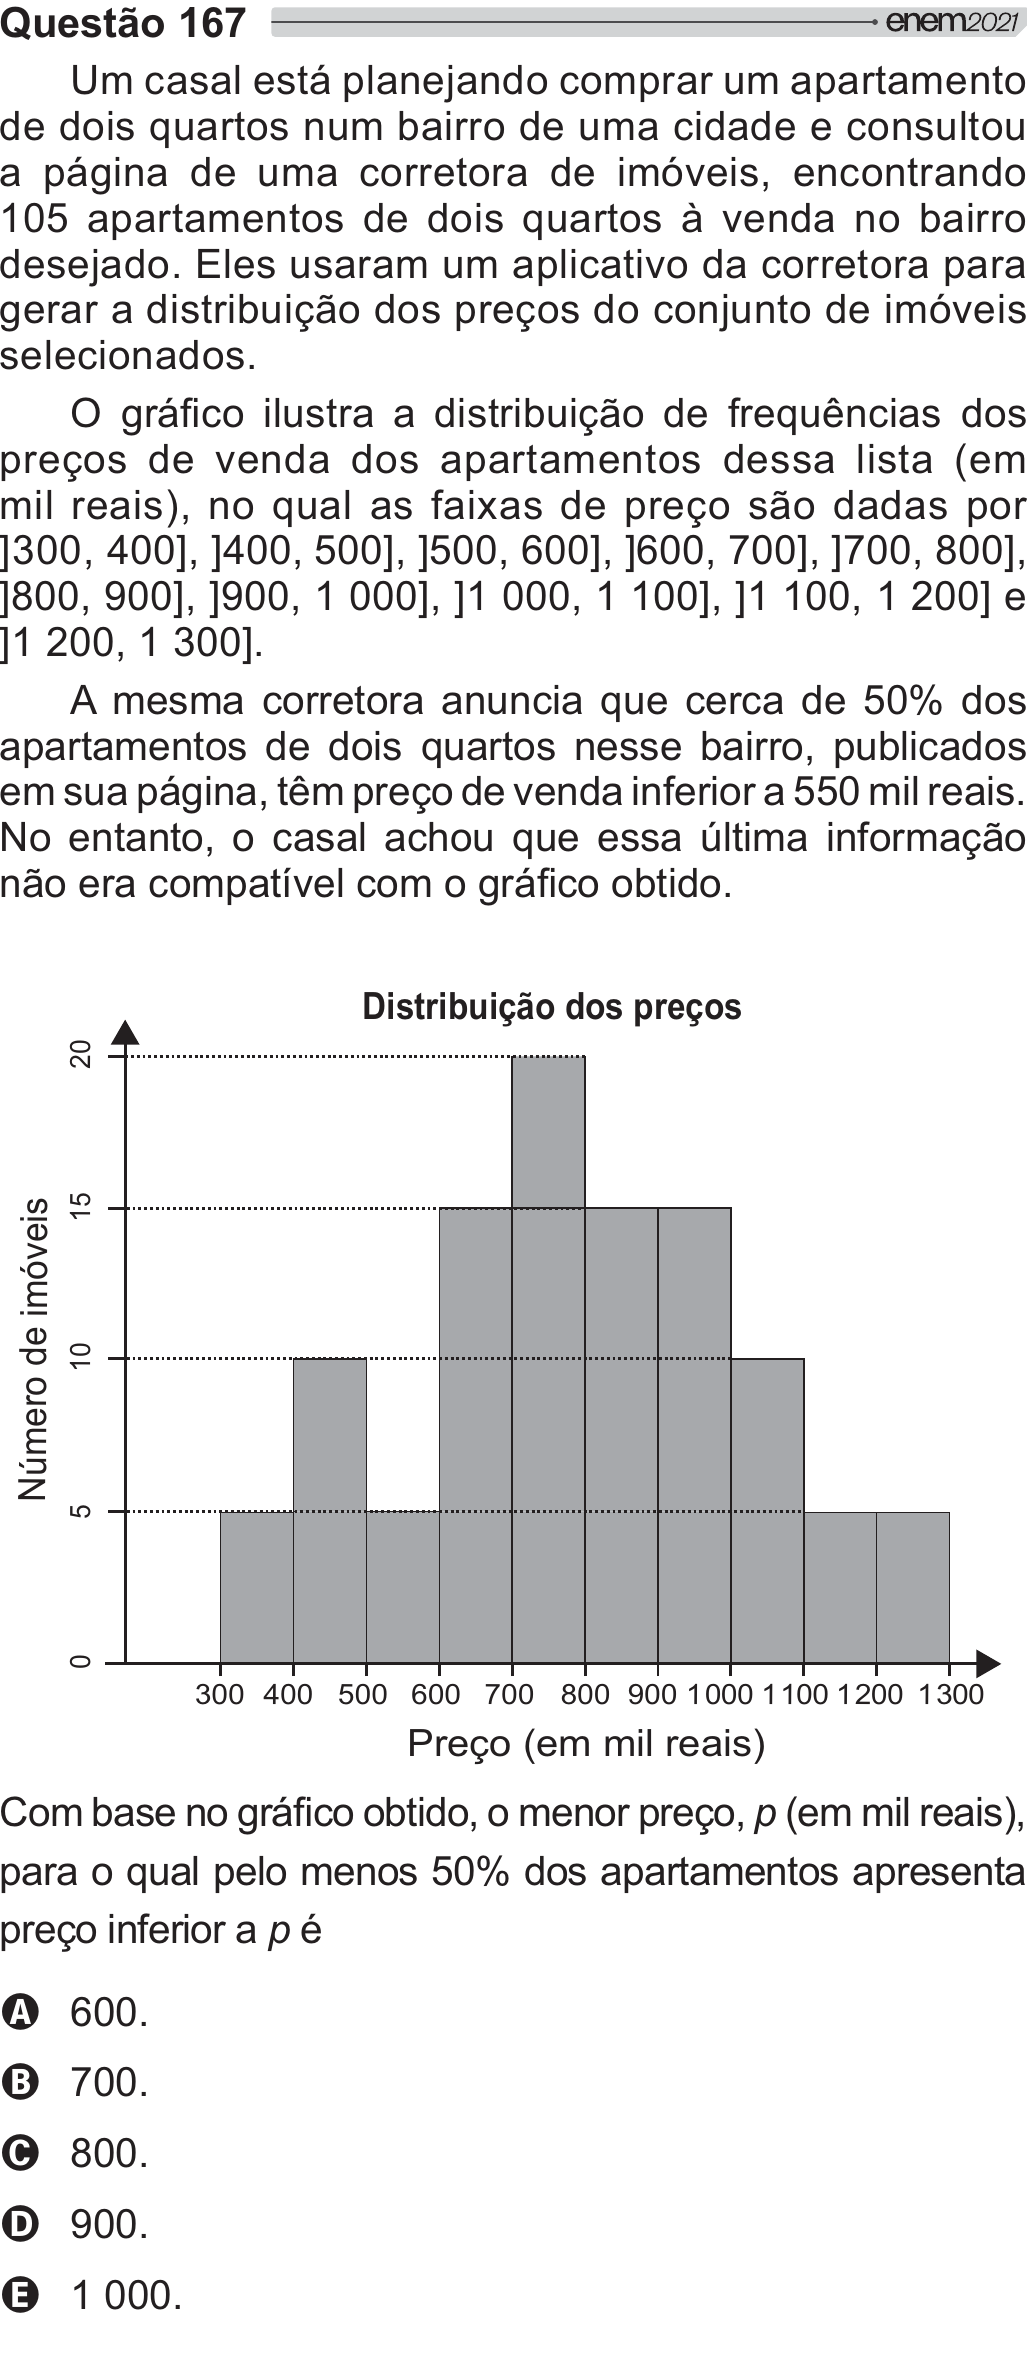 Questão 167
enem2021
Um casal está planejando comprar um apartamento
de dois quartos num bairro de uma cidade e consultou
a página de uma corretora de imóveis, encontrando
105 apartamentos de dois quartos à venda no bairro
desejado. Eles usaram um aplicativo da corretora para
gerar a distribuição dos preços do conjunto de imóveis
selecionados.
O gráfico ilustra a distribuição de frequências dos
preços de venda dos apartamentos dessa lista (em
mil reais), no qual as faixas de preço são dadas por
]300, 400], ]400, 500], ]500, 600], ]600, 700], ]700, 800],
]800, 900], ]900, 1 000], ]1 000, 1 100], ]1 100, 1 200] e
]1 200, 1 300].
A mesma corretora anuncia que cerca de 50% dos
apartamentos de dois quartos nesse bairro, publicados
em sua página, têm preço de venda inferior a 550 mil reais.
No entanto, o casal achou que essa última informação
não era compatível com o gráfico obtido.
Distribuição dos preços
Número de imóveis
20
15
10
5
0
300 400 500 600 700 800 900 1 000 1 100 1 200 1 300
Preço (em mil reais)
Com base no gráfico obtido, o menor preço, p (em mil reais),
para o qual pelo menos 50% dos apartamentos apresenta
preço inferior a p é
A 600.
B 700.
C 800.
D 900.
E 1 000.